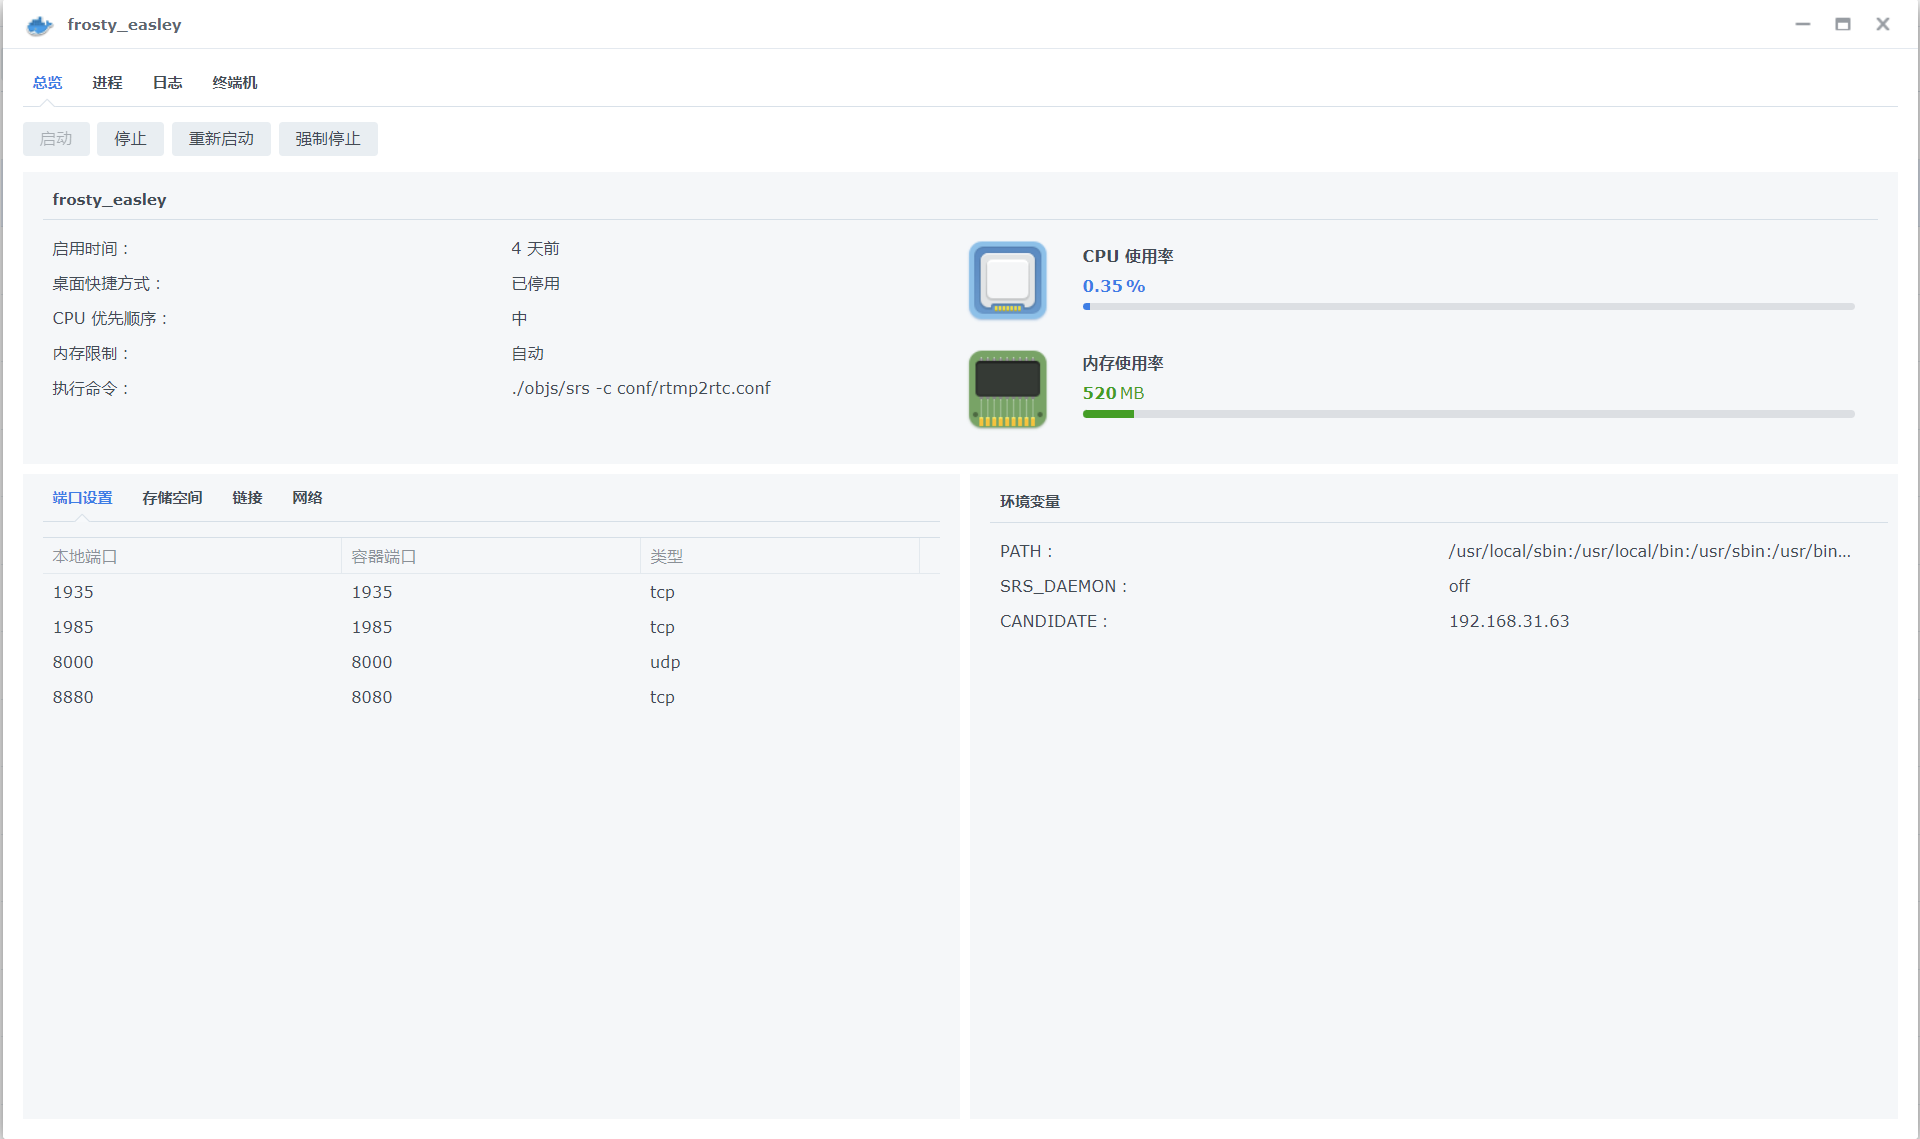 frosty_easley
总览 进程 日志 终端机
启动 停止 重新启动 强制停止
frosty_easley
启用时间： 4 天前
桌面快捷方式： 已停用
CPU 优先顺序： 中
内存限制： 自动
执行命令： ./objs/srs -c conf/rtmp2rtc.conf
CPU 使用率
0.35%
内存使用率
520 MB
端口设置 存储空间 链接 网络
本地端口 容器端口 类型
1935 1935 tcp
1985 1985 tcp
8000 8000 udp
8880 8080 tcp
环境变量
PATH： /usr/local/sbin:/usr/local/bin:/usr/sbin:/usr/bin...
SRS_DAEMON： off
CANDIDATE： 192.168.31.63